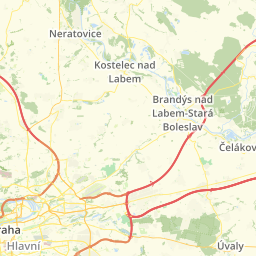 Neratovice
Kostelec nad
Labem
Brandýs nad
Labem-Stará
Boleslav
Čelákov
raha
Hlavní
Úvaly